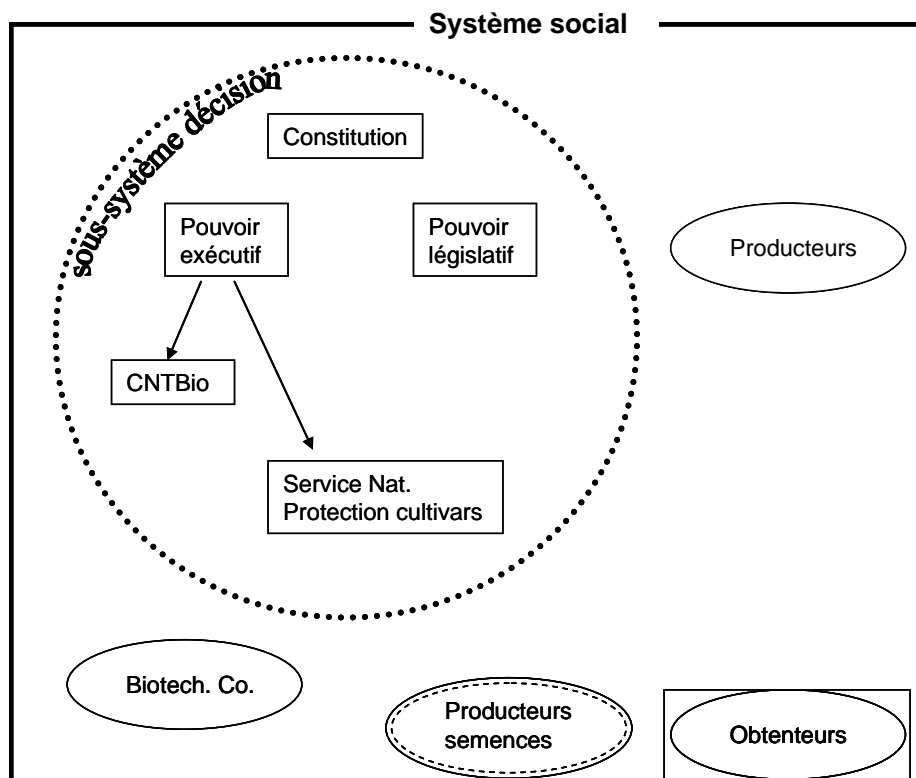 Système social
sous-système décision
Constitution
Pouvoir
exécutif
Pouvoir
législatif
Producteurs
CNTBio
Service Nat.
Protection cultivars
Biotech. Co.
Producteurs
semences
Obtenteurs